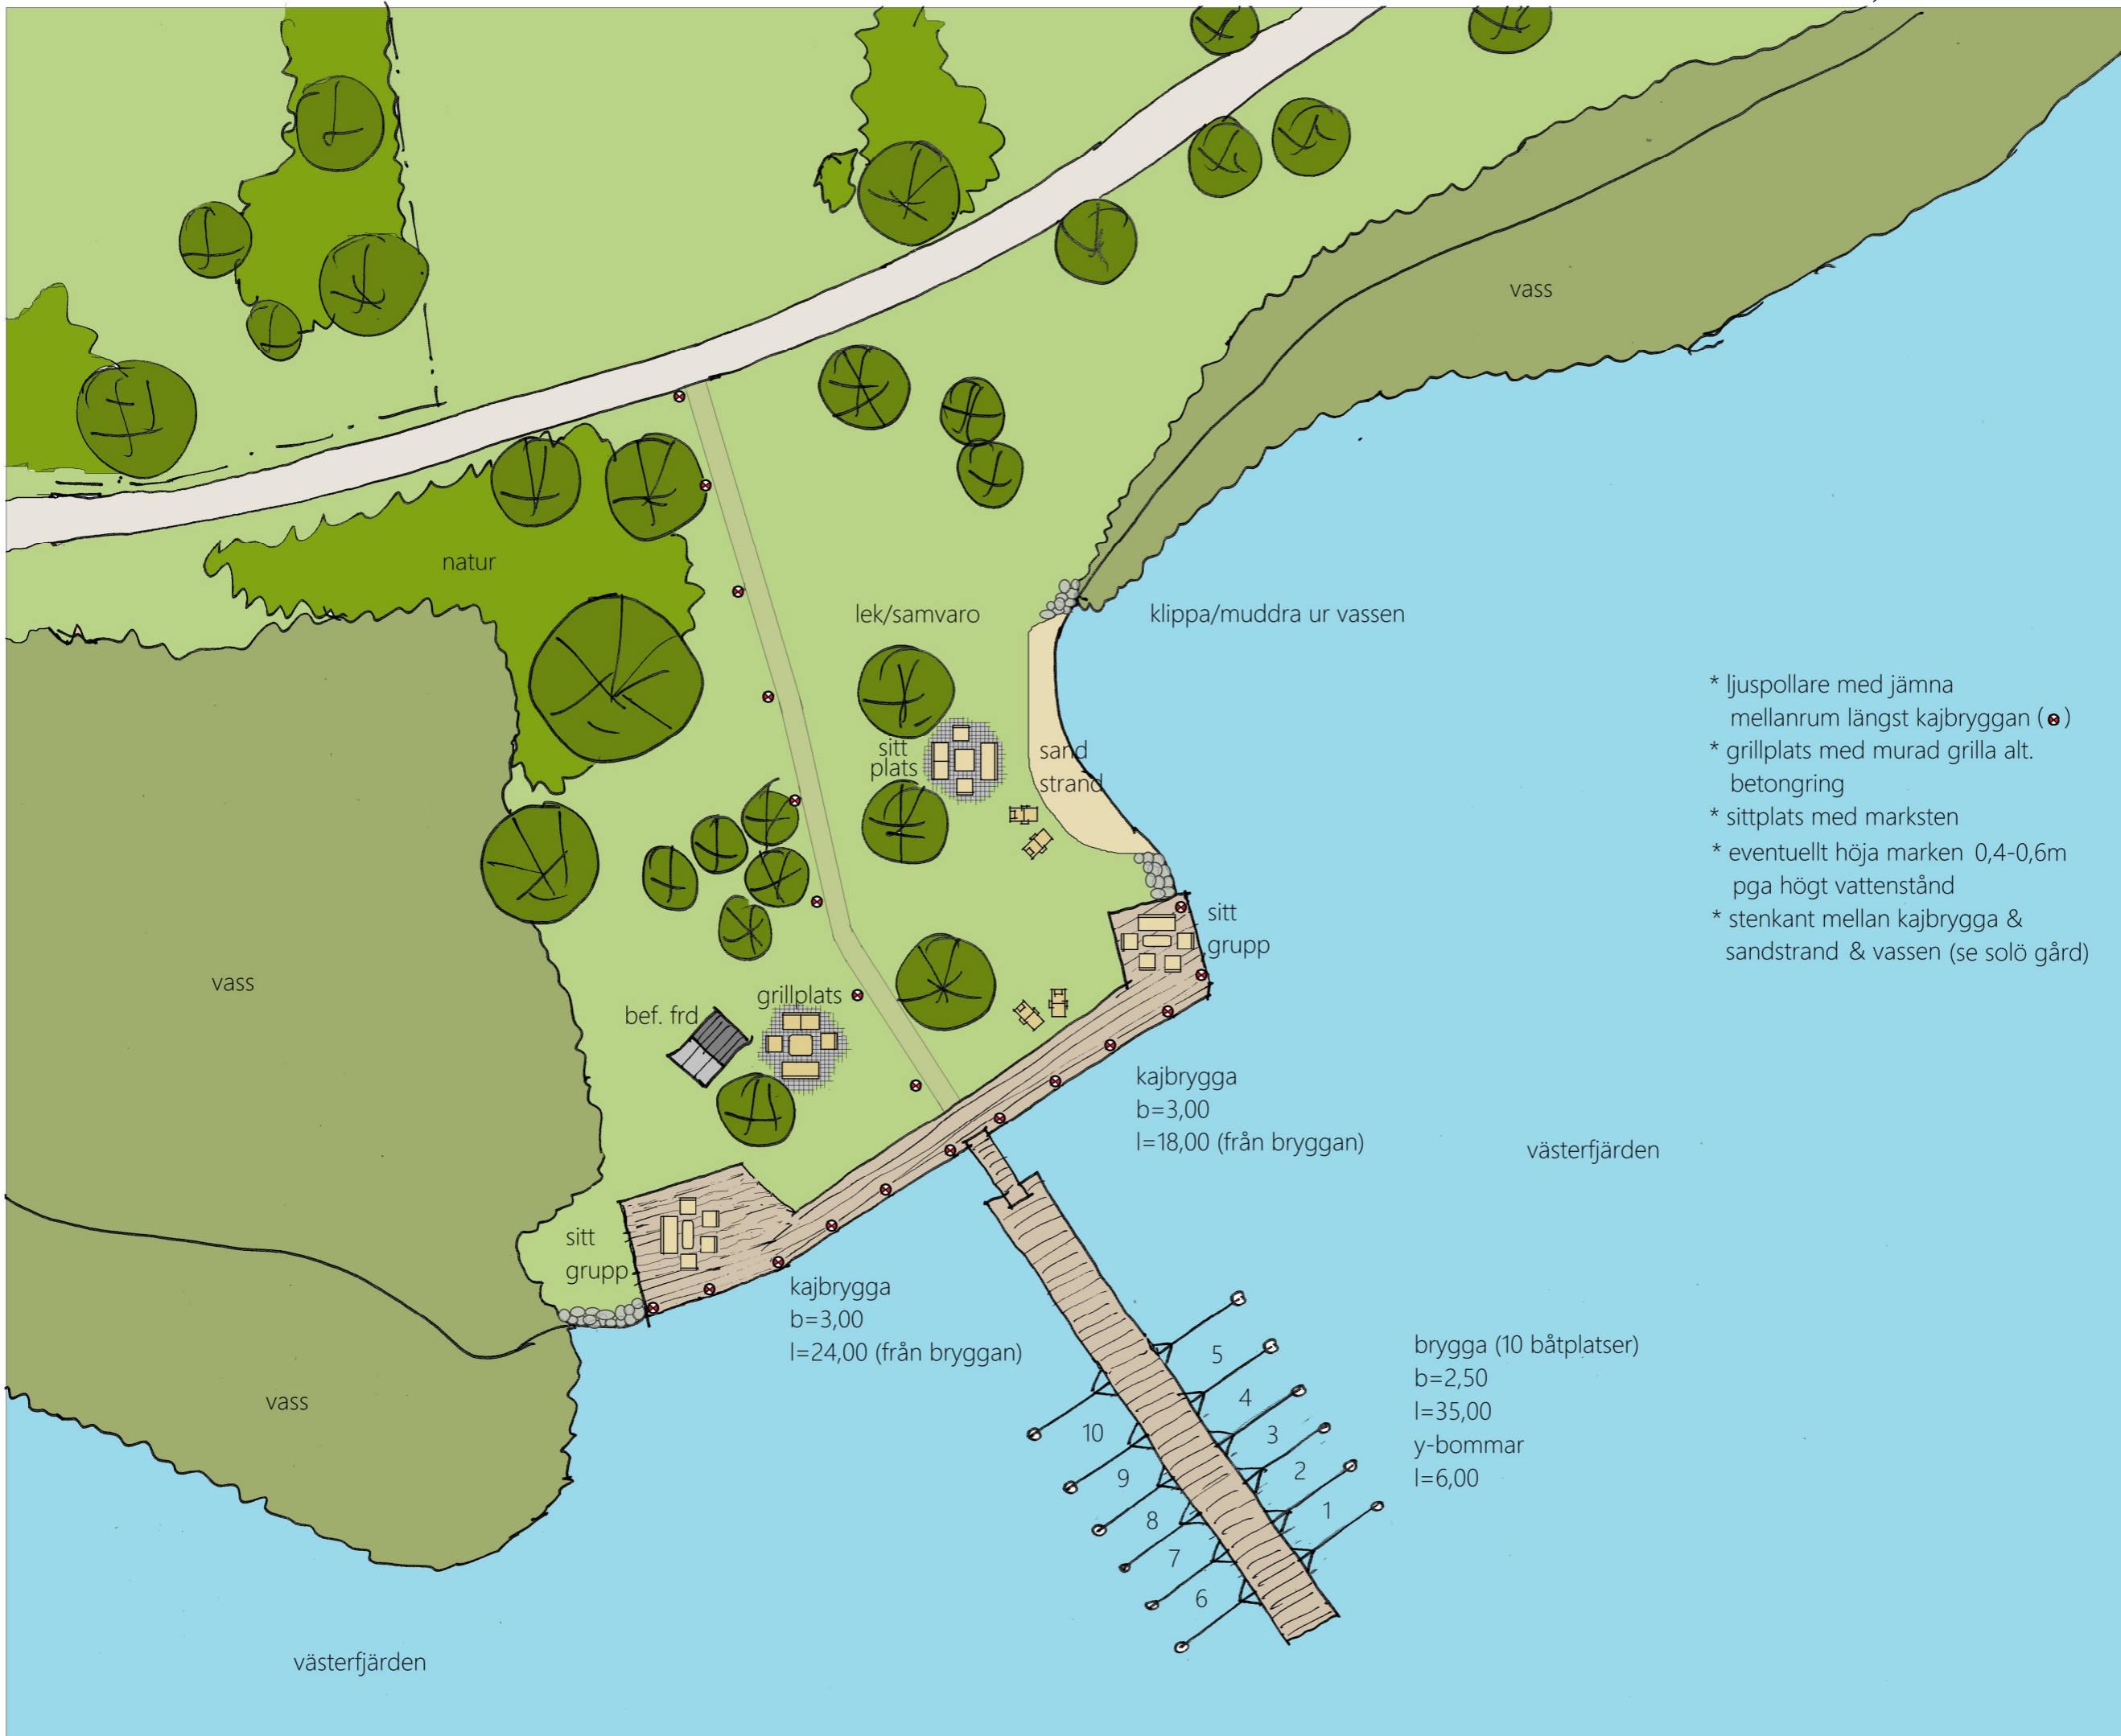 vass
natur
lek/samvaro
klippa/muddra ur vassen
* ljuspollare med jämna
mellanrum längst kajbryggan ( )
* grillplats med murad grilla alt.
betongring
* sittplats med marksten
* eventuellt höja marken 0,4-0,6m
pga högt vattenstånd
* stenkant mellan kajbrygga &
sandstrand & vassen (se solö gård)
sitt
plats
sand
strand
sitt
grupp
vass
bef. frd
grillplats
kajbrygga
b=3,00
l=18,00 (från bryggan)
västerfjärden
sitt
grupp
kajbrygga
b=3,00
l=24,00 (från bryggan)
brygga (10 båtplatser)
b=2,50
l=35,00
y-bommar
l=6,00
vass
5
4
3
2
1
10
9
8
7
6
västerfjärden